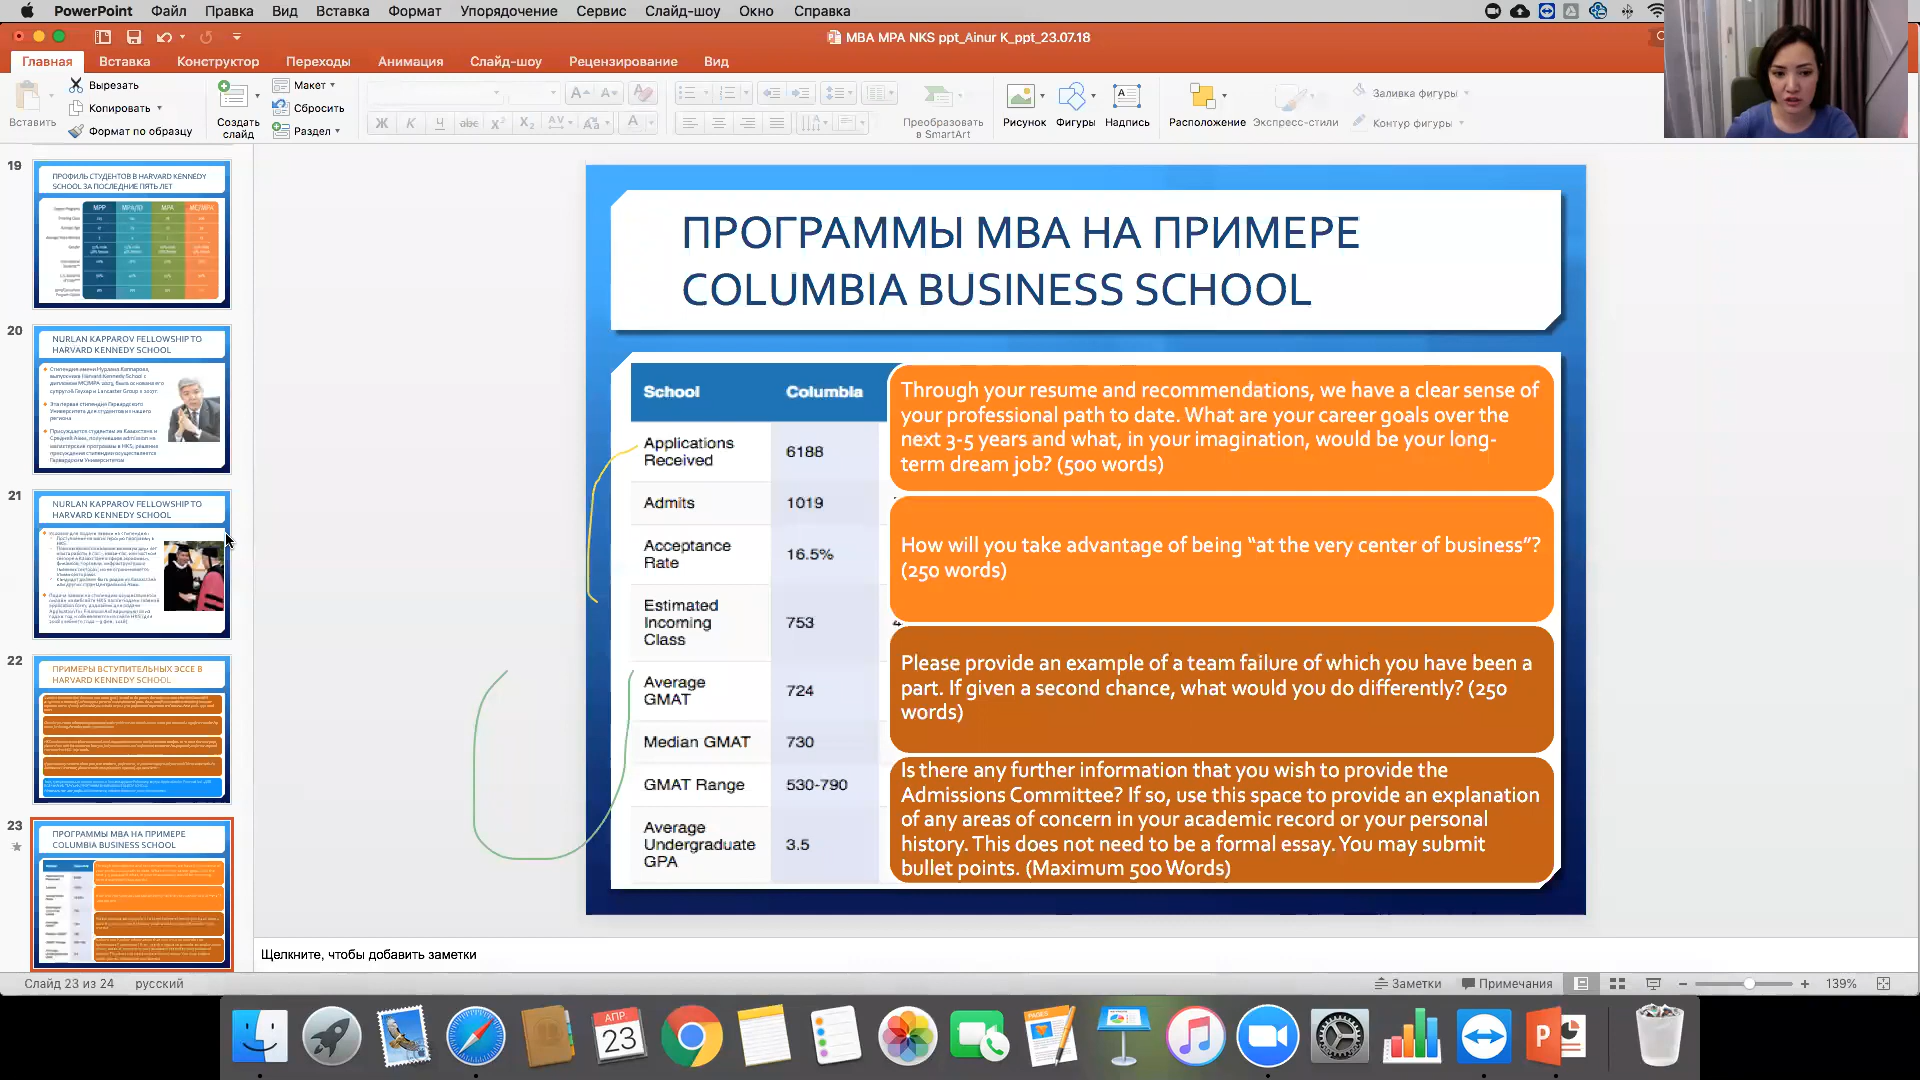 PowerPoint Файл Правка Вид Вставка Формат Упорядочение Сервис Слайд-шоу Окно Справка
MBA MPA NKS ppt_Ainur K_ppt_23.07.18
Главная Вставка Конструктор Переходы Анимация Слайд-шоу Рецензирование Вид
Вставить
Вырезать
Копировать
Формат по образцу
Создать
слайд
Макет
Сбросить
Раздел
Преобразовать
в SmartArt
Рисунок
Фигуры
Надпись
Расположение
Экспресс-стили
Заливка фигуры
Контур фигуры
19
ПРОФИЛЬ СТУДЕНТОВ В HARVARD KENNEDY
SCHOOL ЗА ПОСЛЕДНИЕ ПЯТЬ ЛЕТ
MPP MPA/ID MPA MC/MPA
20
NURLAN KAPPAROV FELLOWSHIP TO
HARVARD KENNEDY SCHOOL
21
NURLAN KAPPAROV FELLOWSHIP TO
HARVARD KENNEDY SCHOOL
22
ПРИМЕРЫ ВСТУПИТЕЛЬНЫХ ЭССЕ В
HARVARD KENNEDY SCHOOL
23
ПРОГРАММЫ MBA НА ПРИМЕРЕ
COLUMBIA BUSINESS SCHOOL
ПРОГРАММЫ MBA НА ПРИМЕРЕ
COLUMBIA BUSINESS SCHOOL
School Columbia
Applications
Received
6188
Admits 1019
Acceptance
Rate
16.5%
Estimated
Incoming
Class
753
Average
GMAT
724
Median GMAT 730
GMAT Range 530-790
Average
Undergraduate
GPA
3.5
Through your resume and recommendations, we have a clear sense of
your professional path to date. What are your career goals over the
next 3-5 years and what, in your imagination, would be your long-
term dream job? (500 words)
How will you take advantage of being “at the very center of business”?
(250 words)
Please provide an example of a team failure of which you have been a
part. If given a second chance, what would you do differently? (250
words)
Is there any further information that you wish to provide the
Admissions Committee? If so, use this space to provide an explanation
of any areas of concern in your academic record or your personal
history. This does not need to be a formal essay. You may submit
bullet points. (Maximum 500 Words)
Щелкните, чтобы добавить заметки
Слайд 23 из 24 русский
Заметки Примечания 139%
АПР
23
PAGES